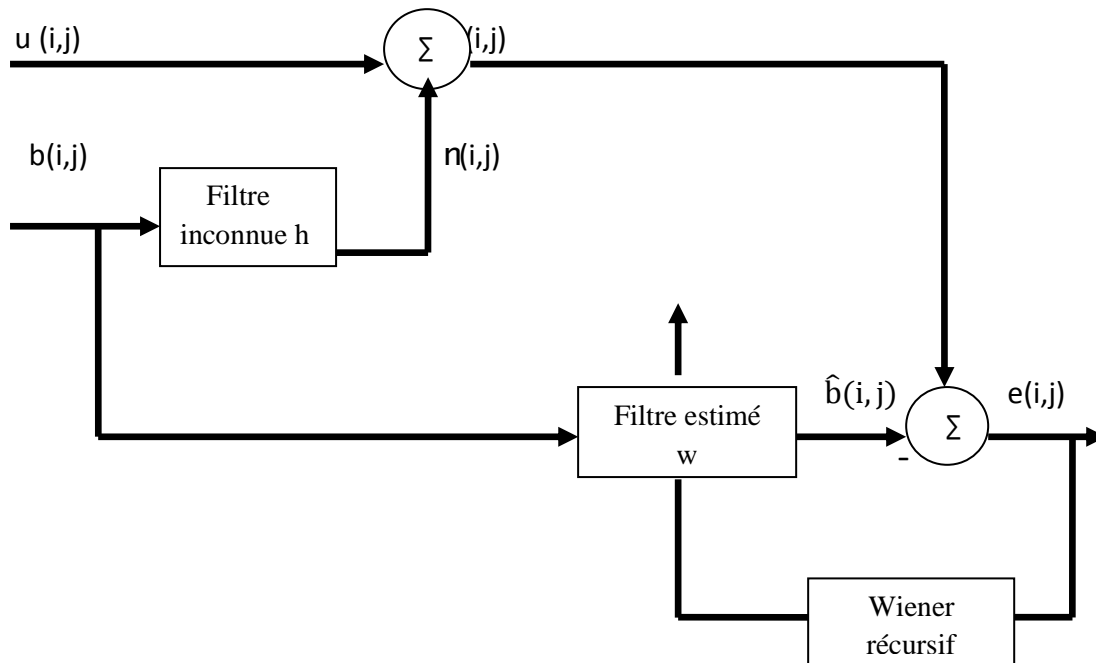 u (i,j)
Σ
(i,j)
b(i,j)
n(i,j)
Filtre
inconnue h
Filtre estimé
w
b̂(i, j)
-
Σ
e(i,j)
Wiener
récursif